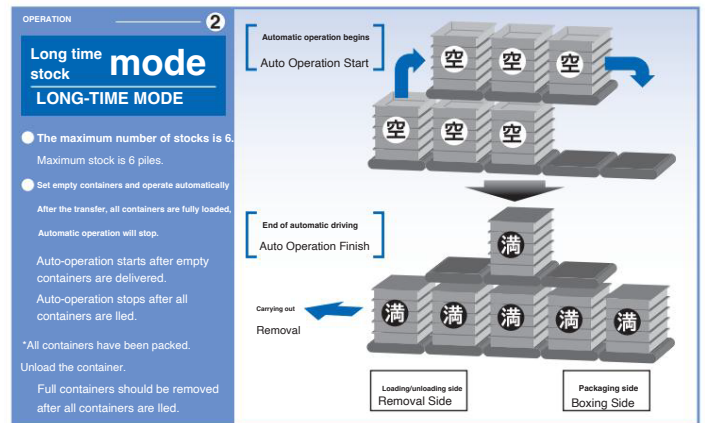 OPERATION
2
Long time
stock
mode
LONG-TIME MODE
The maximum number of stocks is 6.
Maximum stock is 6 piles.
Set empty containers and operate automatically
After the transfer, all containers are fully loaded,
Automatic operation will stop.
Auto-operation starts after empty
containers are delivered.
Auto-operation stops after all
containers are lled.
*All containers have been packed.
Unload the container.
Full containers should be removed
after all containers are lled.
Automatic operation begins
Auto Operation Start
空 空 空
空 空 空
End of automatic driving
Auto Operation Finish
満
Carrying out
Removal
満 満 満 満 満
Loading/unloading side
Removal Side
Packaging side
Boxing Side